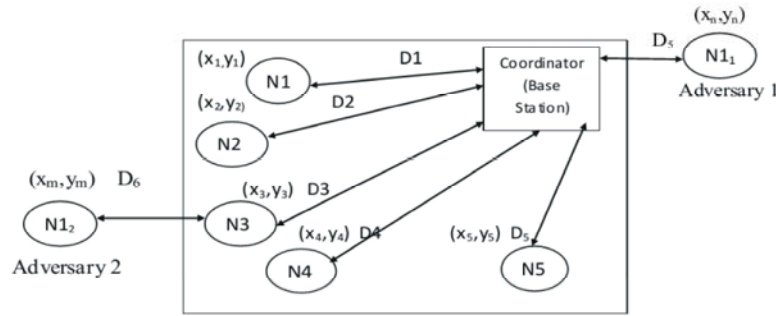 (xn,yn)
(x1,y1)
D1
Coordinator
(Base
Station)
D5
N11
N1
Adversary 1
(x2,y2)
D2
N2
(xm,ym) D6
(x3,y3) D3
N12
N3
(x4,y4) D4
(x5,y5) D5
Adversary 2
N4
N5